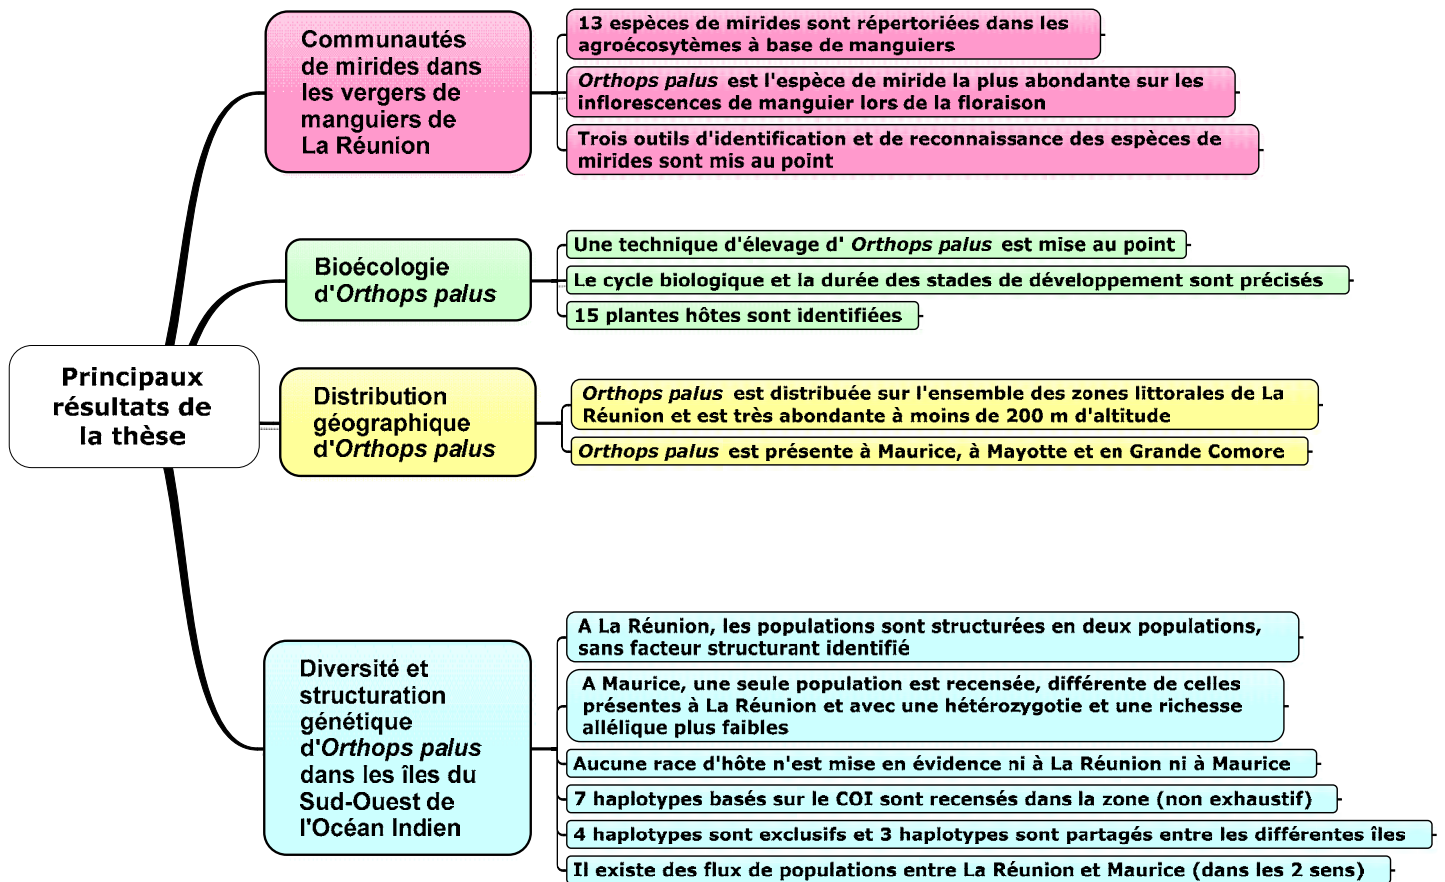 Principaux
résultats de
la thèse
Communautés
de mirides dans
les vergers de
manguiers de
La Réunion
13 espèces de mirides sont répertoriées dans les
agroécosytèmes à base de manguiers
Orthops palus est l'espèce de miride la plus abondante sur les
inflorescences de manguier lors de la floraison
Trois outils d'identification et de reconnaissance des espèces de
mirides sont mis au point
Bioécologie
d'Orthops palus
Une technique d'élevage d' Orthops palus est mise au point
Le cycle biologique et la durée des stades de développement sont précisés
15 plantes hôtes sont identifiées
Distribution
géographique
d'Orthops palus
Orthops palus est distribuée sur l'ensemble des zones littorales de La
Réunion et est très abondante à moins de 200 m d'altitude
Orthops palus est présente à Maurice, à Mayotte et en Grande Comore
Diversité et
structuration
génétique
d'Orthops palus
dans les îles du
Sud-Ouest de
l'Océan Indien
A La Réunion, les populations sont structurées en deux populations,
sans facteur structurant identifié
A Maurice, une seule population est recensée, différente de celles
présentes à La Réunion et avec une hétérozygotie et une richesse
allélique plus faibles
Aucune race d'hôte n'est mise en évidence ni à La Réunion ni à Maurice
7 haplotypes basés sur le COI sont recensés dans la zone (non exhaustif)
4 haplotypes sont exclusifs et 3 haplotypes sont partagés entre les différentes îles
Il existe des flux de populations entre La Réunion et Maurice (dans les 2 sens)